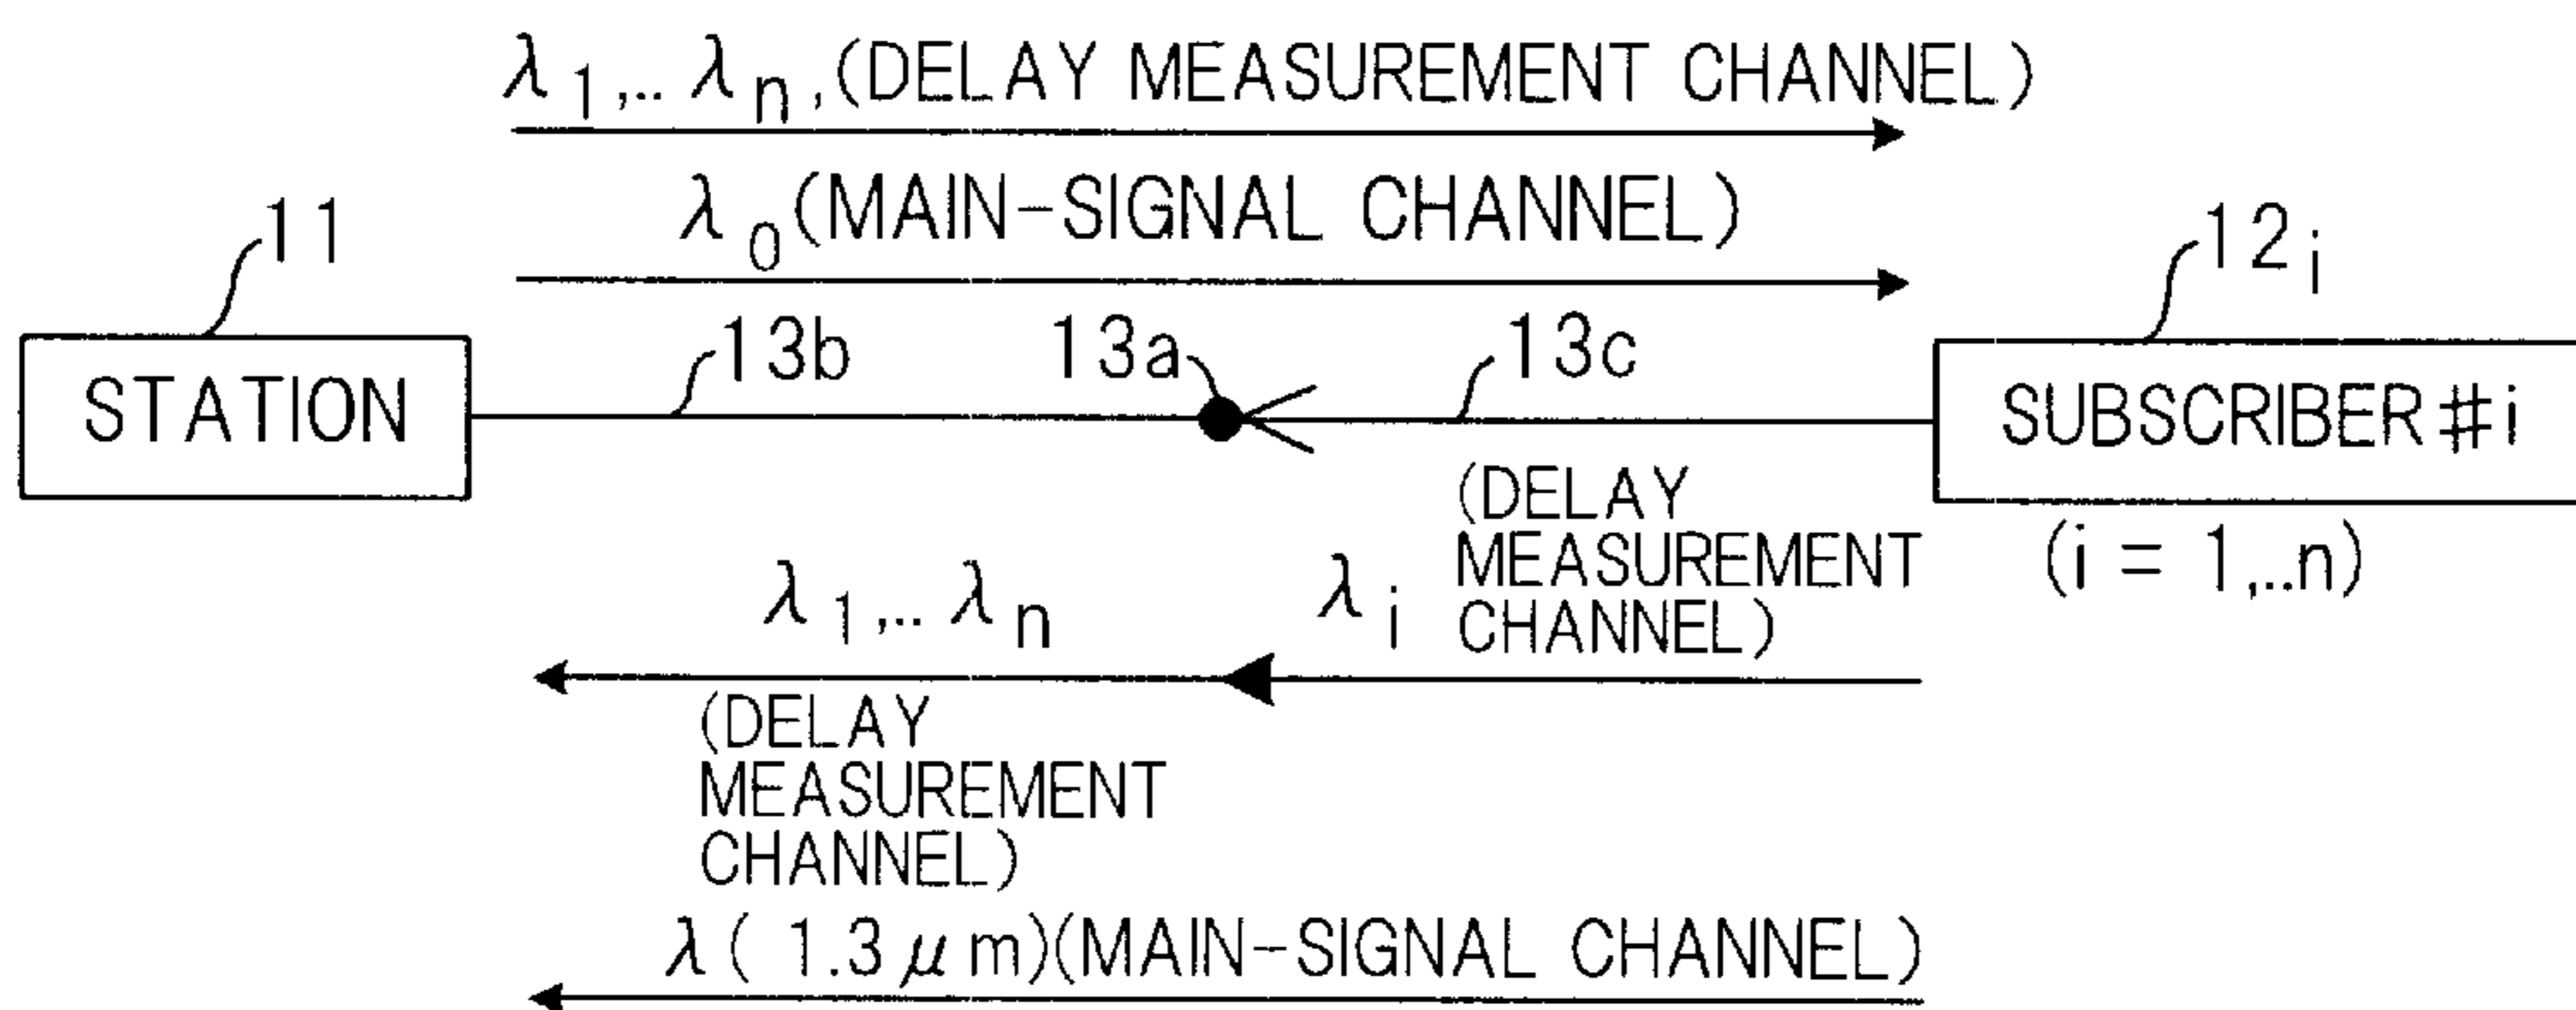 λ1,.. λn,(DELAY MEASUREMENT CHANNEL)
λ0(MAIN-SIGNAL CHANNEL)
11
12i
13b
13a
13c
STATION
SUBSCRIBER#i
(i = 1,..n)
(DELAY
MEASUREMENT
CHANNEL)
λi
λ1,.. λn
(DELAY
MEASUREMENT
CHANNEL)
λ( 1.3 μm)(MAIN-SIGNAL CHANNEL)